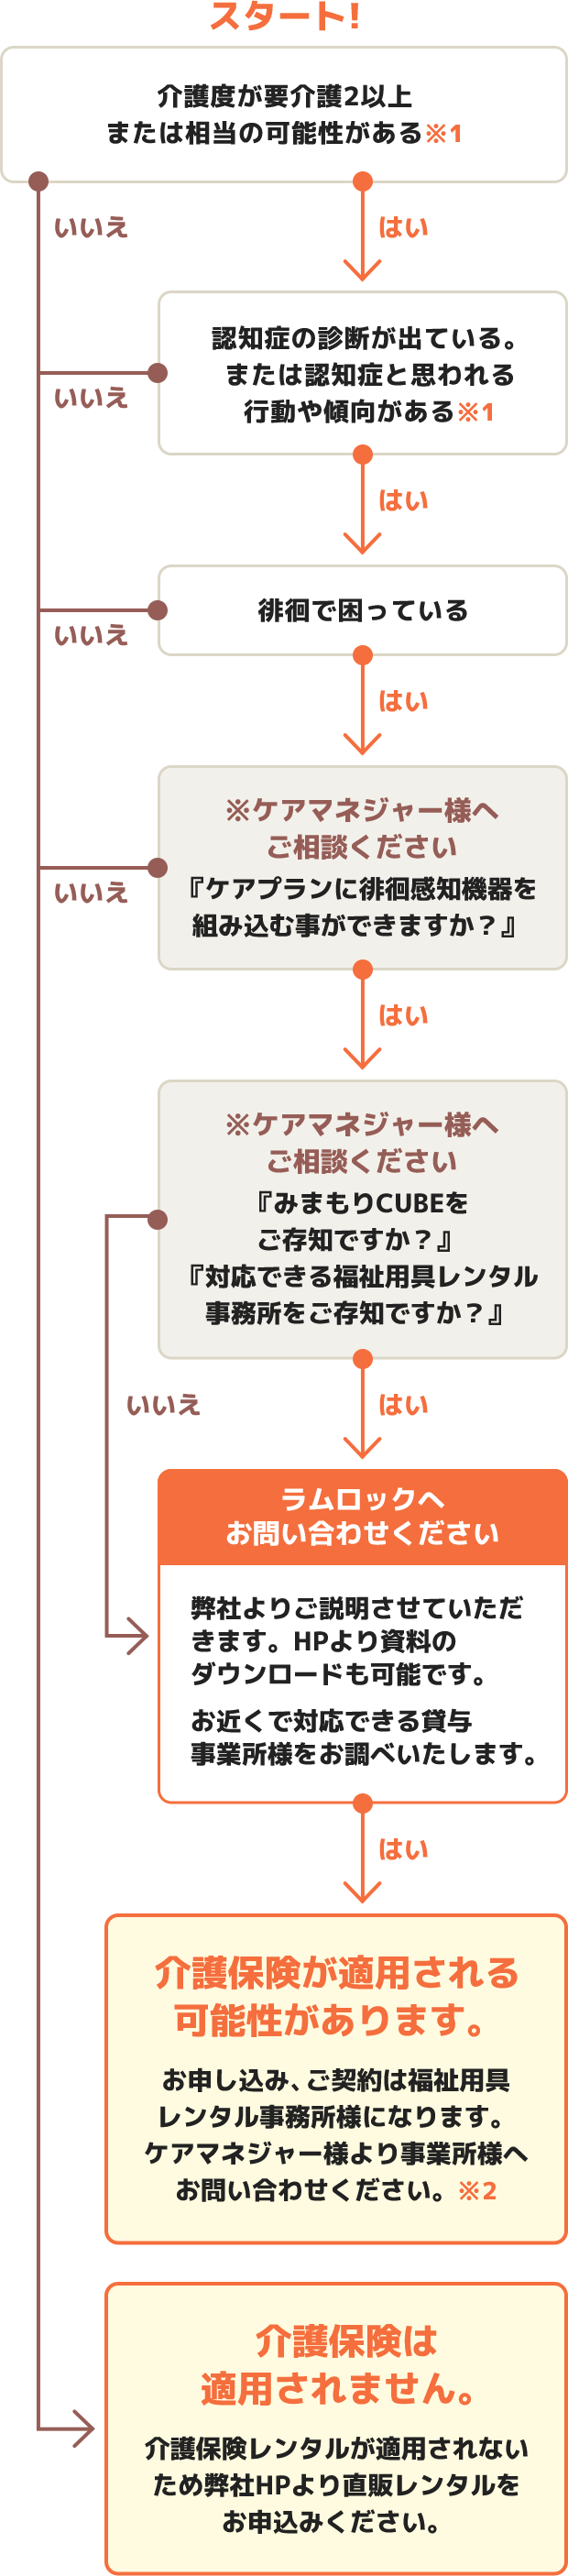 スタート!
介護度が要介護2以上
または相当の可能性がある※1
いいえ
はい
認知症の診断が出ている。
または認知症と思われる
行動や傾向がある※1
いいえ
はい
徘徊で困っている
いいえ
はい
※ケアマネジャー様へ
ご相談ください
『ケアプランに徘徊感知機器を
組み込む事ができますか？』
いいえ
はい
※ケアマネジャー様へ
ご相談ください
『みまもりCUBEを
ご存知ですか？』
『対応できる福祉用具レンタル
事務所をご存知ですか？』
いいえ
はい
ラムロックへ
お問い合わせください
弊社よりご説明させていただ
きます。HPより資料の
ダウンロードも可能です。
お近くで対応できる貸与
事業所様をお調べいたします。
はい
介護保険が適用される
可能性があります。
お申し込み、ご契約は福祉用具
レンタル事務所様になります。
ケアマネジャー様より事業所様へ
お問い合わせください。※2
介護保険は
適用されません。
介護保険レンタルが適用されない
ため弊社HPより直販レンタルを
お申込みください。